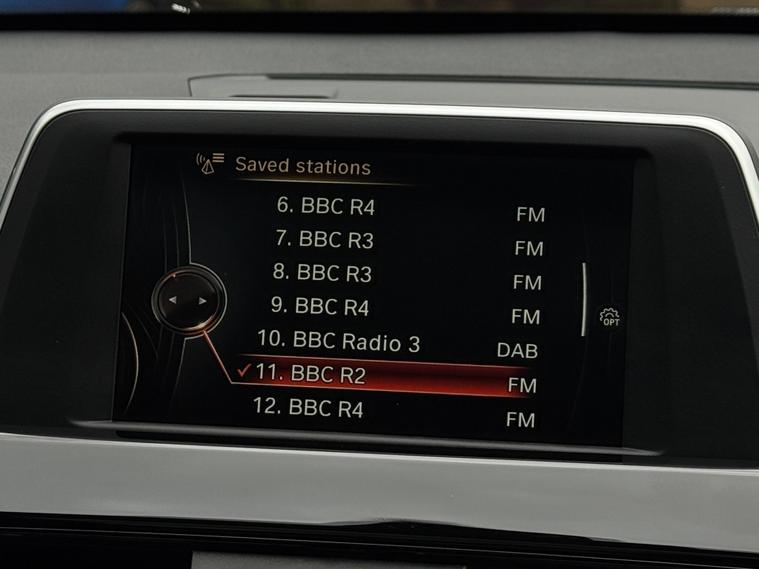 Saved stations
6. BBC R4 FM
7. BBC R3 FM
8. BBC R3 FM
9. BBC R4 FM
10. BBC Radio 3 DAB
✓11. BBC R2 FM
12. BBC R4 FM
OPT